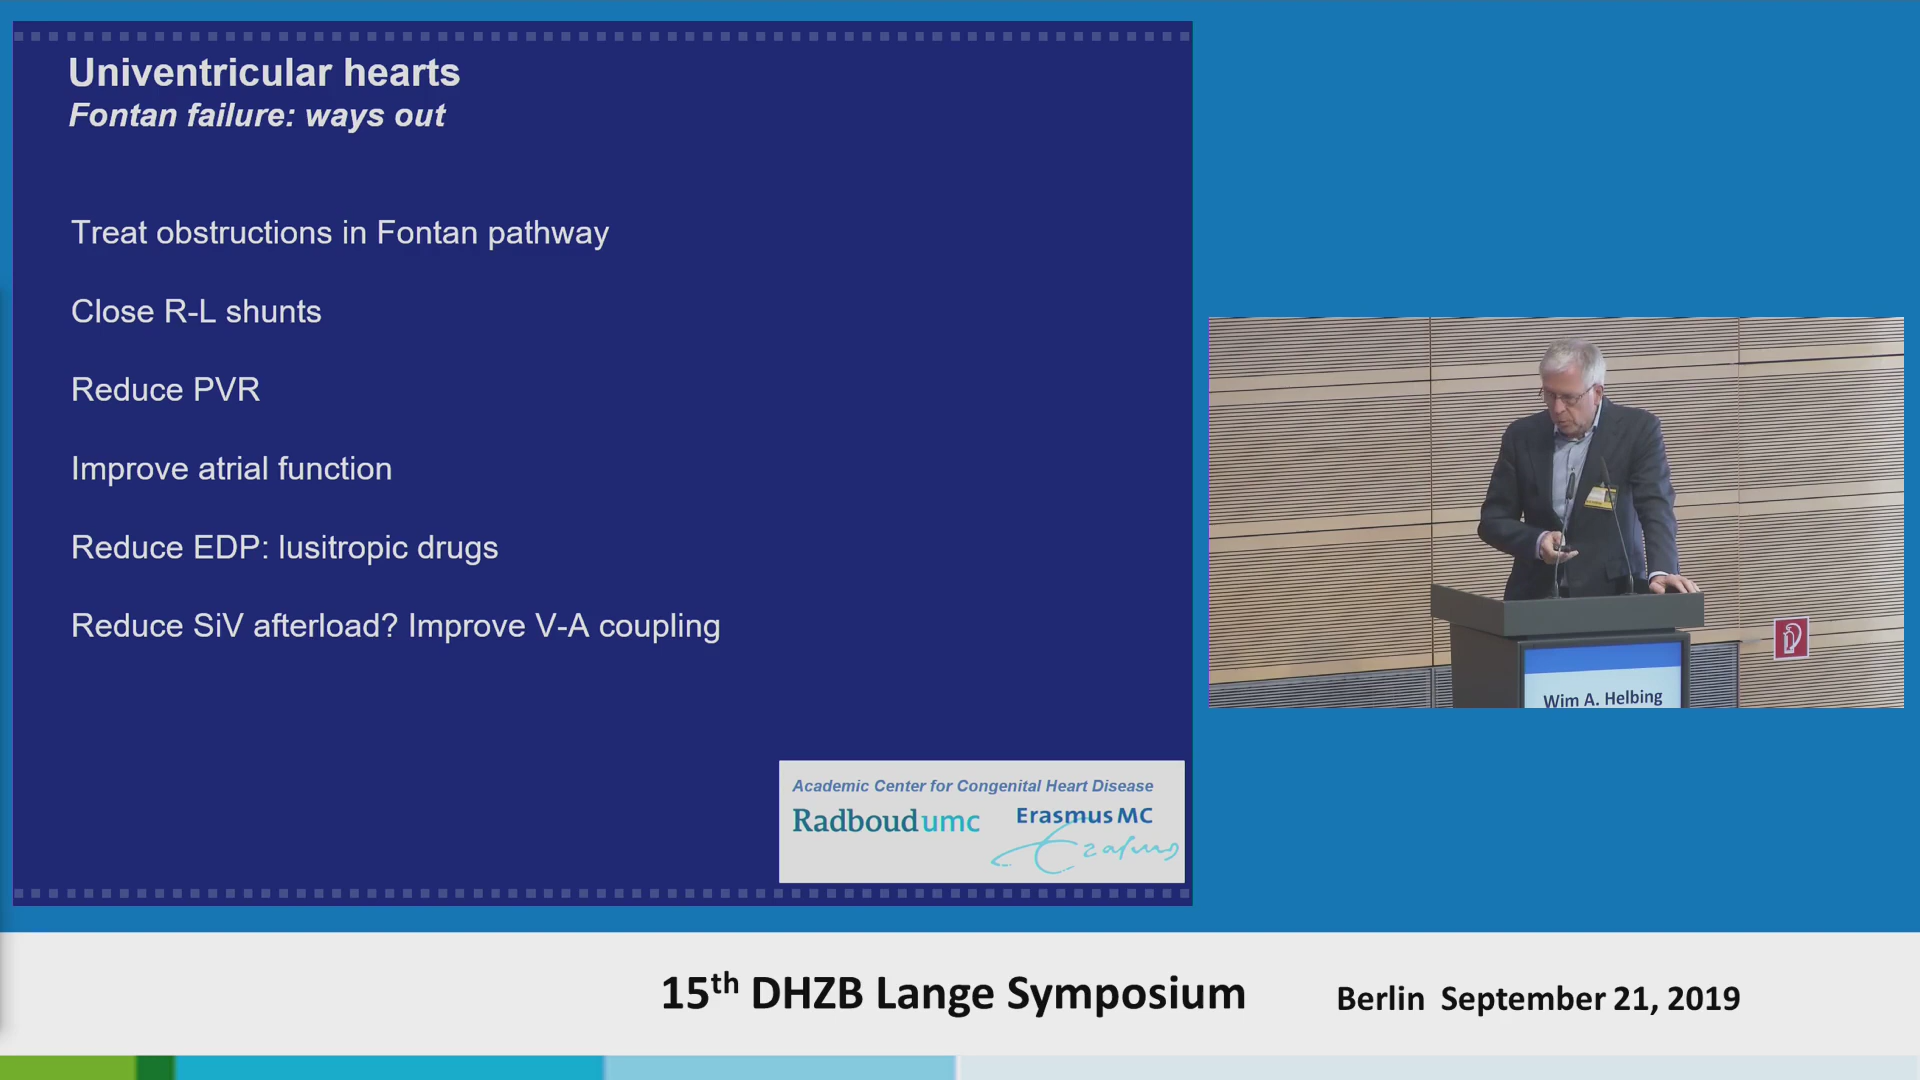 Univentricular hearts
Fontan failure: ways out
Treat obstructions in Fontan pathway
Close R-L shunts
Reduce PVR
Improve atrial function
Reduce EDP: lusitropic drugs
Reduce SiV afterload? Improve V-A coupling
Academic Center for Congenital Heart Disease
Radboudumc
Erasmus MC
Erasmus
Wim A. Helbing
15th DHZB Lange Symposium
Berlin September 21, 2019